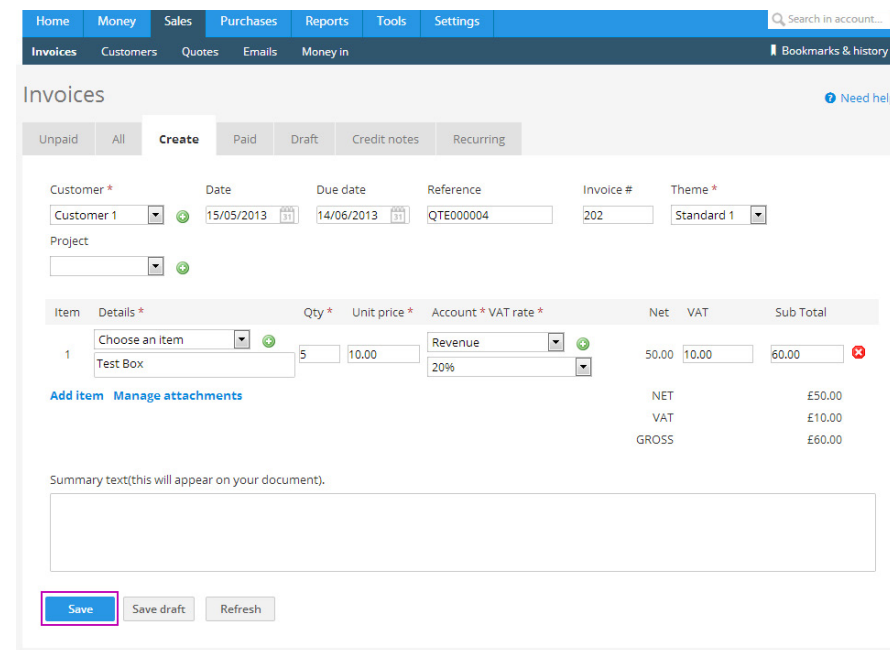 Home Money Sales Purchases Reports Tools Settings Search in account...
Invoices Customers Quotes Emails Money in Bookmarks & history
Invoices
Need hel
Unpaid All Create Paid Draft Credit notes Recurring
Customer * Date Due date Reference Invoice # Theme *
Customer 1 15/05/2013 31 14/06/2013 31 QTE000004 202 Standard 1
Project
Item Details * Qty * Unit price * Account * VAT rate * Net VAT Sub Total
Choose an item Revenue
1 5 10.00 50.00 10.00 60.00
Test Box 20%
Add item Manage attachments NET £50.00
VAT £10.00
GROSS £60.00
Summary text(this will appear on your document).
Save Save draft Refresh